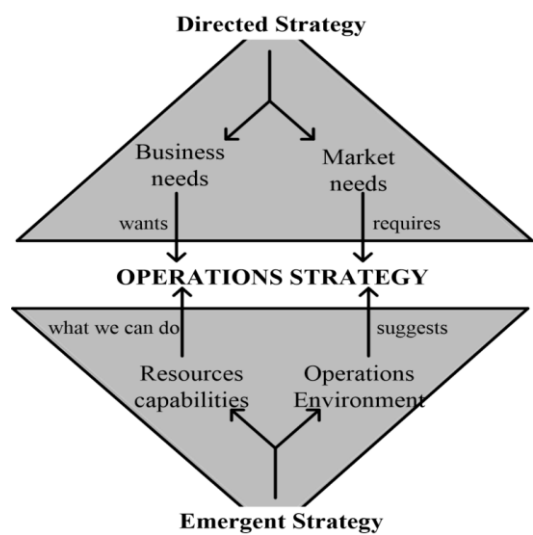 Directed Strategy
Business
needs
Market
needs
wants
requires
OPERATIONS STRATEGY
what we can do
suggests
Resources
capabilities
Operations
Environment
Emergent Strategy